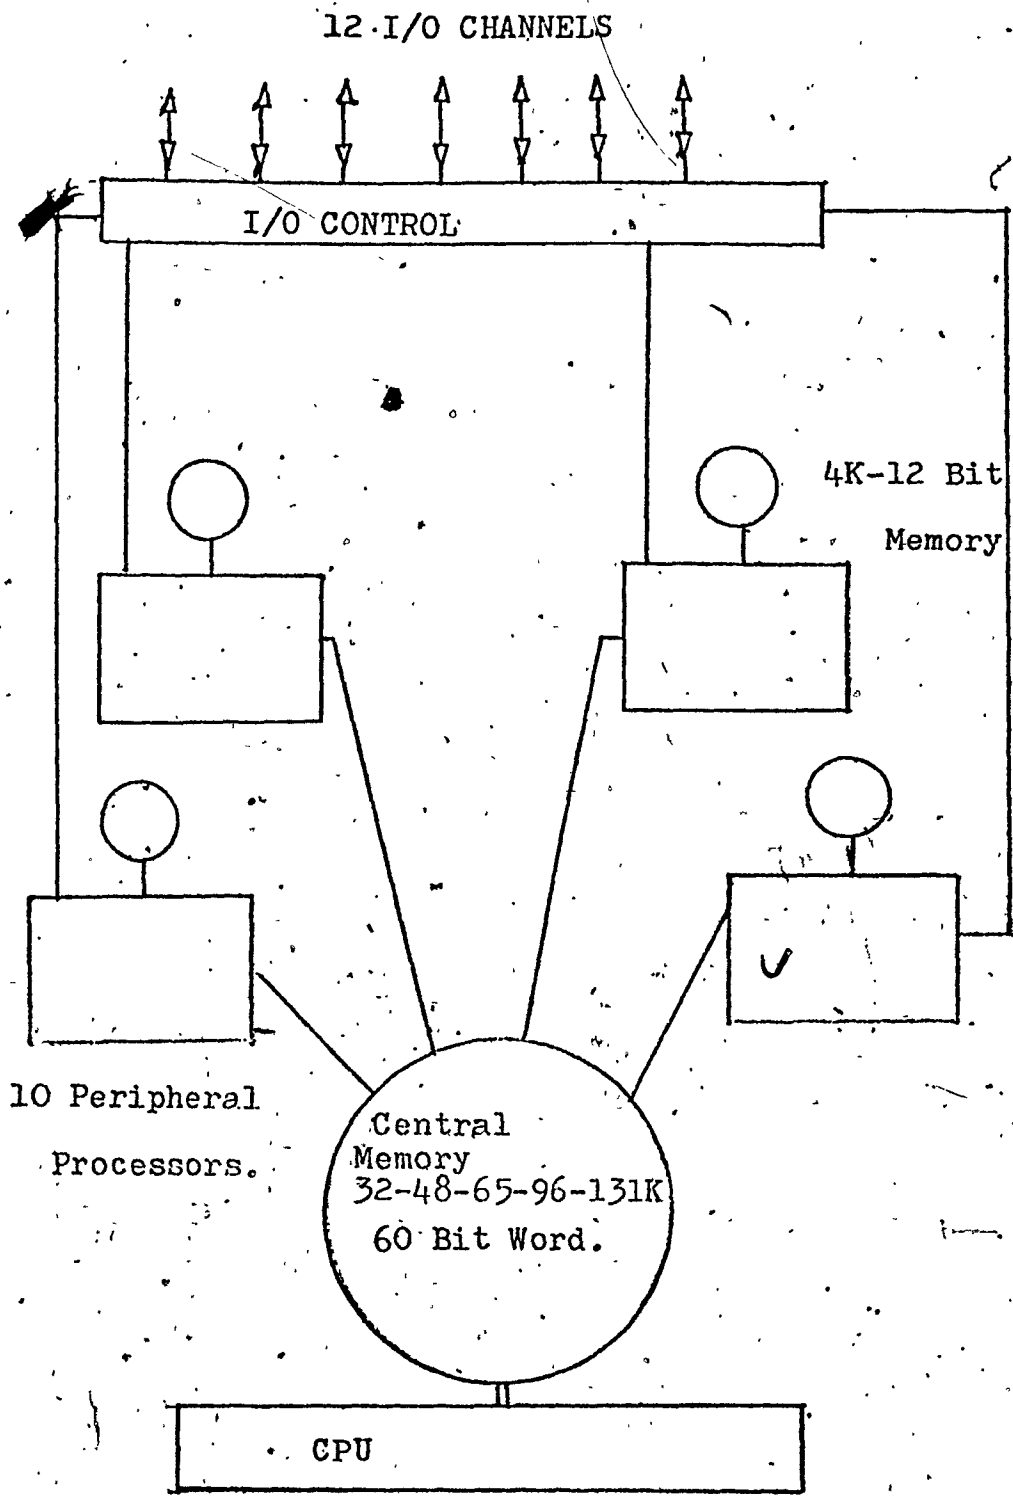 12 I/O CHANNELS
I/O CONTROL
4K-12 Bit
Memory
10 Peripheral
Processors.
Central
Memory
32-48-65-96-131K
60 Bit Word.
CPU